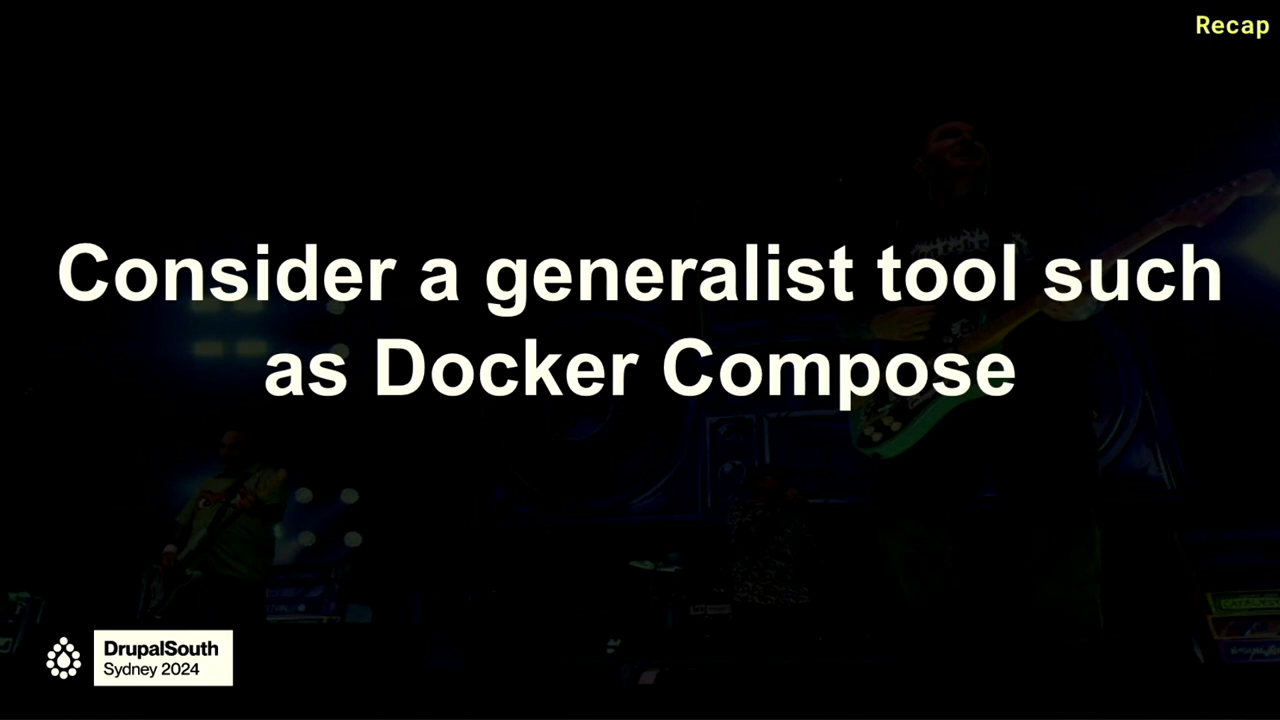 Recap
Consider a generalist tool such
as Docker Compose
DrupalSouth
Sydney 2024